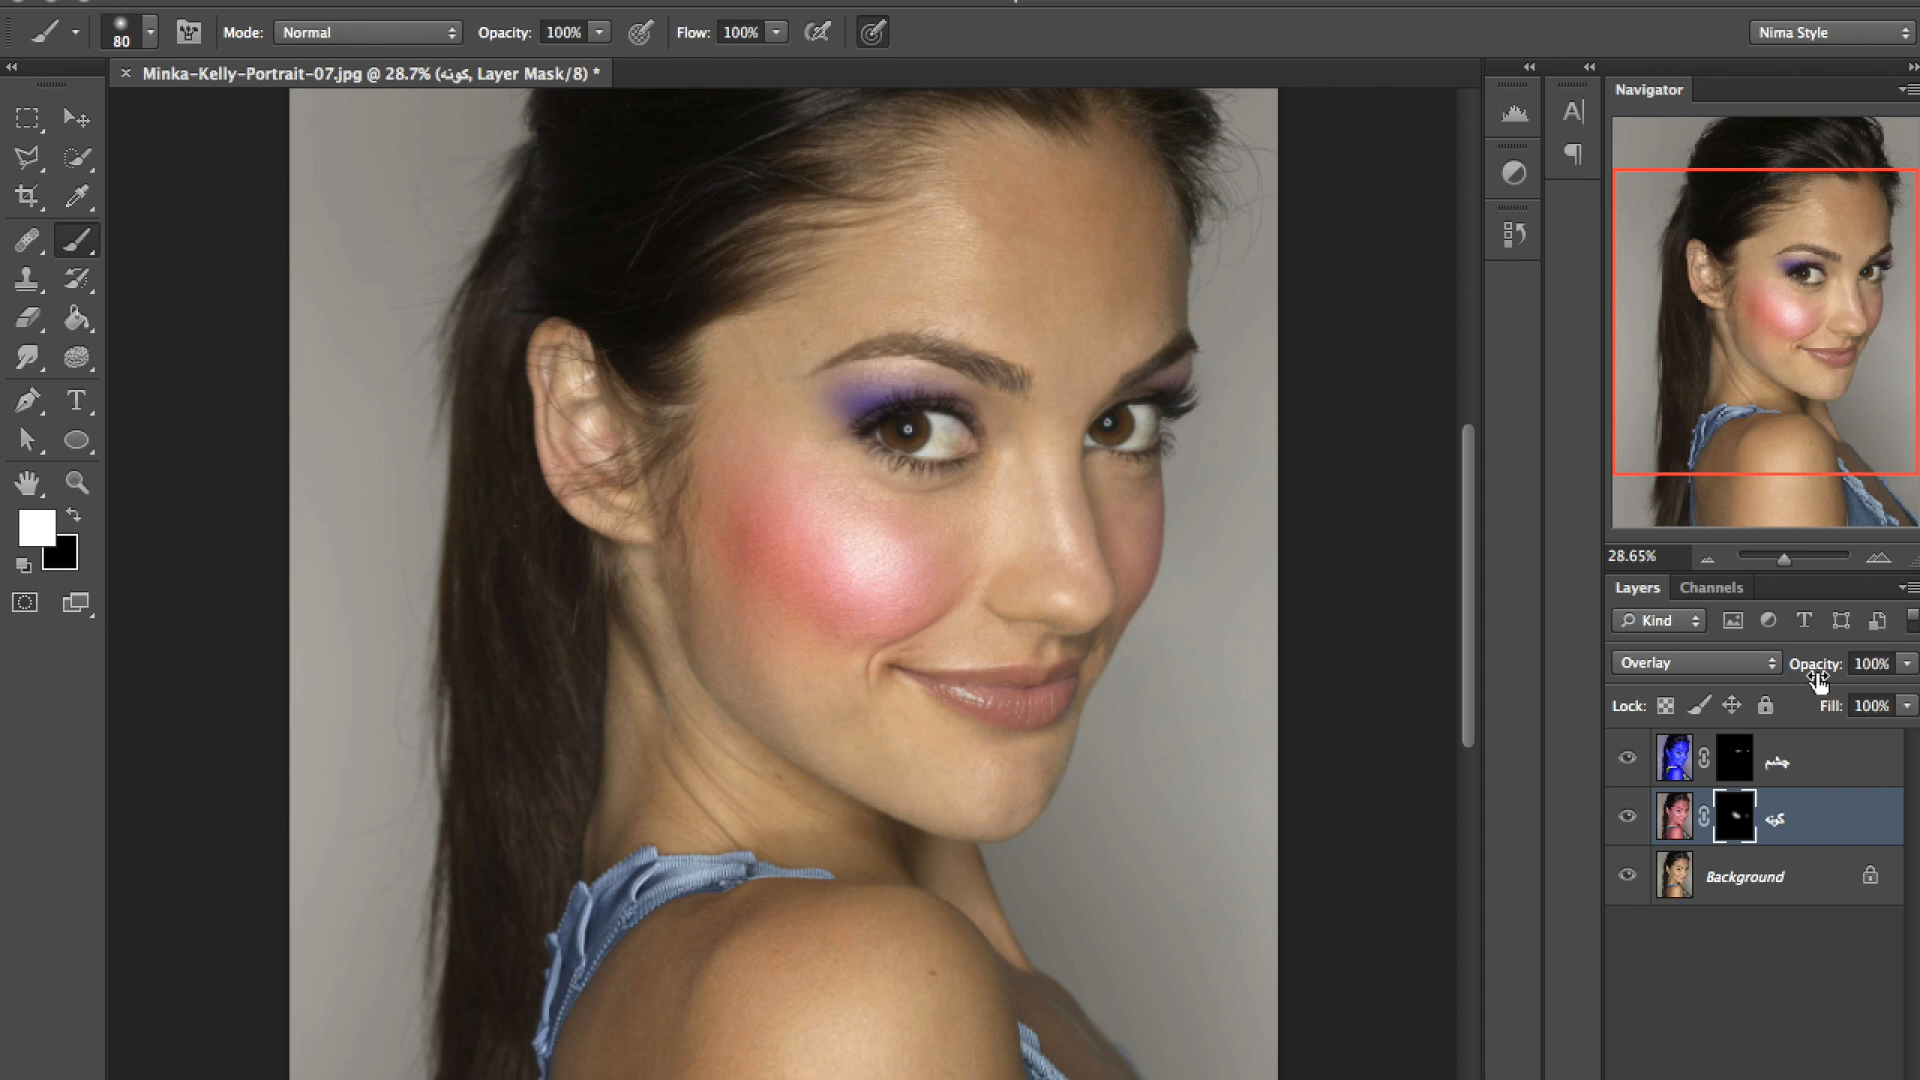 80
Mode: Normal
Opacity: 100%
Flow: 100%
Nima Style
Minka-Kelly-Portrait-07.jpg @ 28.7% (گونه, Layer Mask/8) *
Navigator
28.65%
Layers
Channels
Kind
Overlay
Opacity: 100%
Lock:
Fill: 100%
چشم
گونه
Background